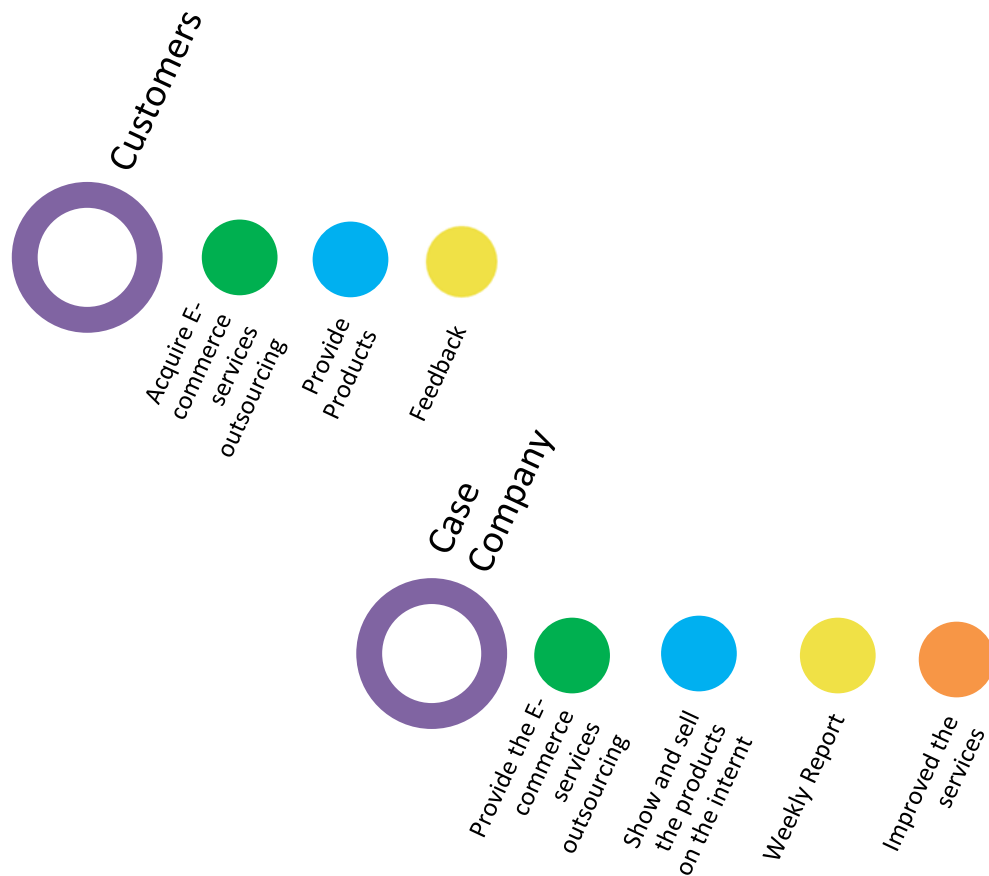 Customers
Acquire E-
commerce
services
outsourcing
Provide
Products
Feedback
Case
Company
Provide the E-
commerce
services
outsourcing
Show and sell
the products
on the internt
Weekly Report
Improved the
services